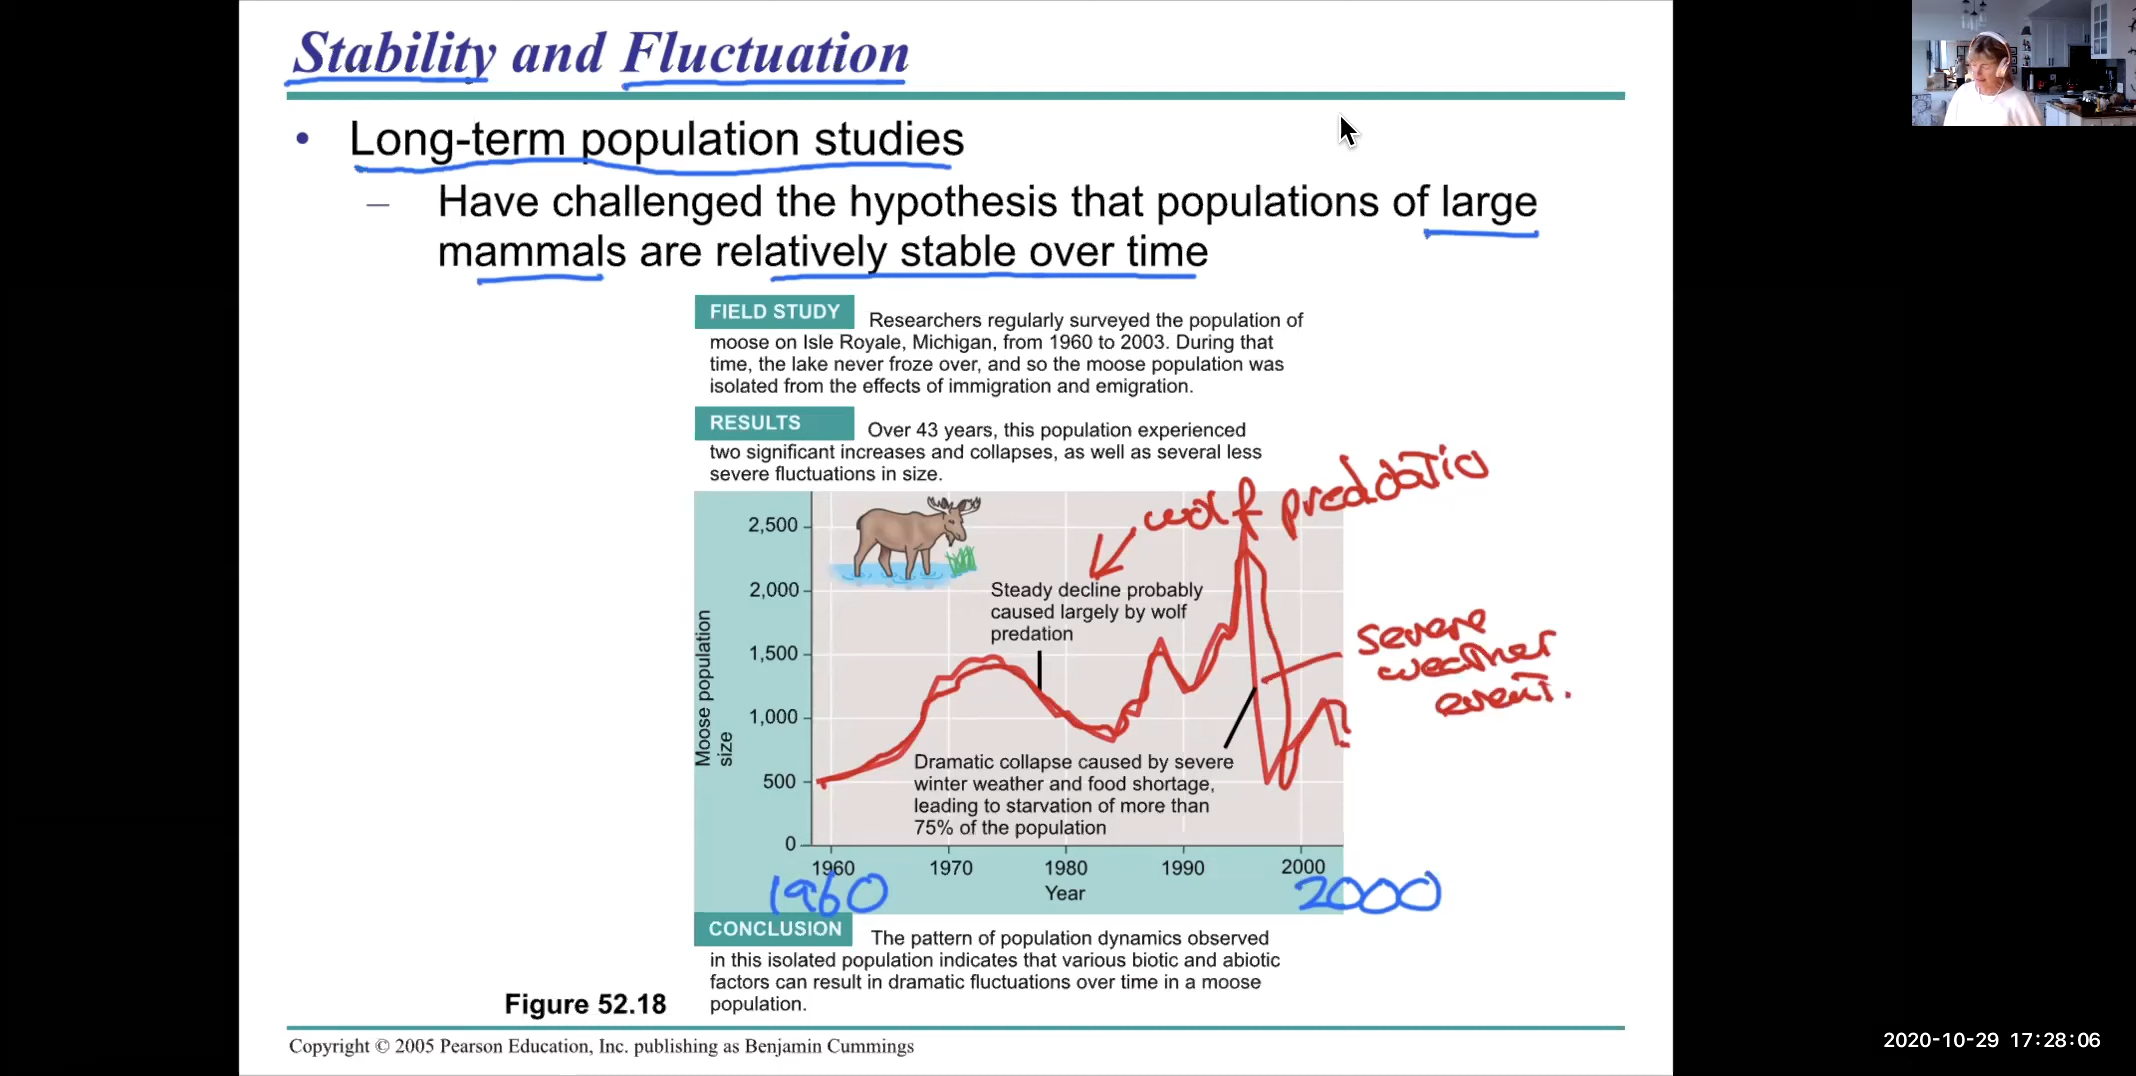 Stability and Fluctuation
• Long-term population studies
– Have challenged the hypothesis that populations of large
mammals are relatively stable over time
FIELD STUDY Researchers regularly surveyed the population of
moose on Isle Royale, Michigan, from 1960 to 2003. During that
time, the lake never froze over, and so the moose population was
isolated from the effects of immigration and emigration.
RESULTS Over 43 years, this population experienced
two significant increases and collapses, as well as several less
severe fluctuations in size.
wolf predatio
2,500
2,000
1,500
1,000
500
0
Moose population
size
Steady decline probably
caused largely by wolf
predation
severe
weather
event.
Dramatic collapse caused by severe
winter weather and food shortage,
leading to starvation of more than
75% of the population
1960 1970 1980 1990 2000
Year
1960 2000
CONCLUSION The pattern of population dynamics observed
in this isolated population indicates that various biotic and abiotic
factors can result in dramatic fluctuations over time in a moose
population.
Figure 52.18
Copyright © 2005 Pearson Education, Inc. publishing as Benjamin Cummings
2020-10-29 17:28:06